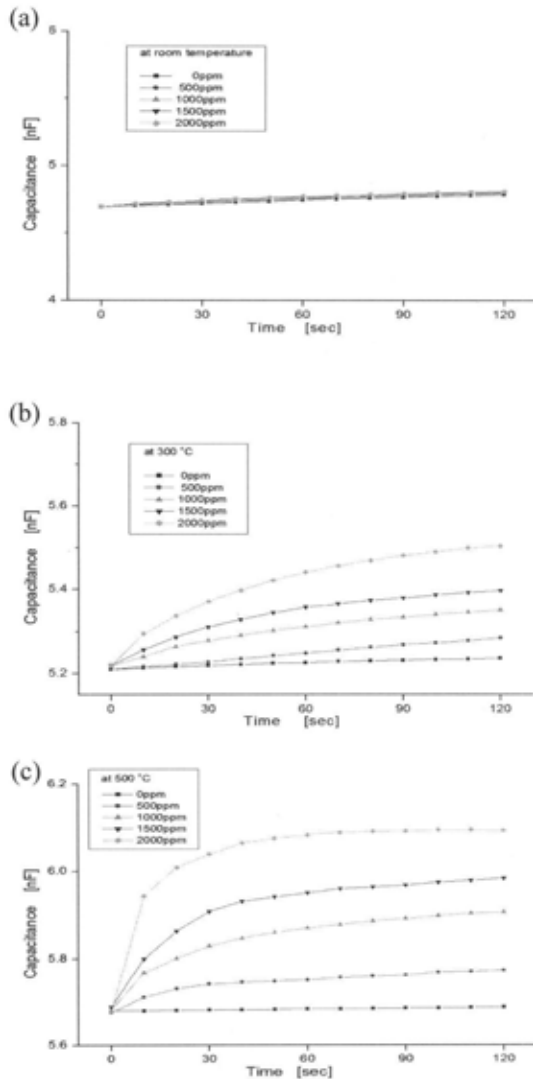 (a)
6
5
4
Capacitance [nF]
at room temperature
0ppm
500ppm
1000ppm
1500ppm
2000ppm
0 30 60 90 120
Time [sec]
(b)
5.8
5.6
5.4
5.2
Capacitance [nF]
at 300 °C
0ppm
500ppm
1000ppm
1500ppm
2000ppm
0 30 60 90 120
Time [sec]
(c)
6.2
6.0
5.8
5.6
Capacitance [nF]
at 500 °C
0ppm
500ppm
1000ppm
1500ppm
2000ppm
0 30 60 90 120
Time [sec]